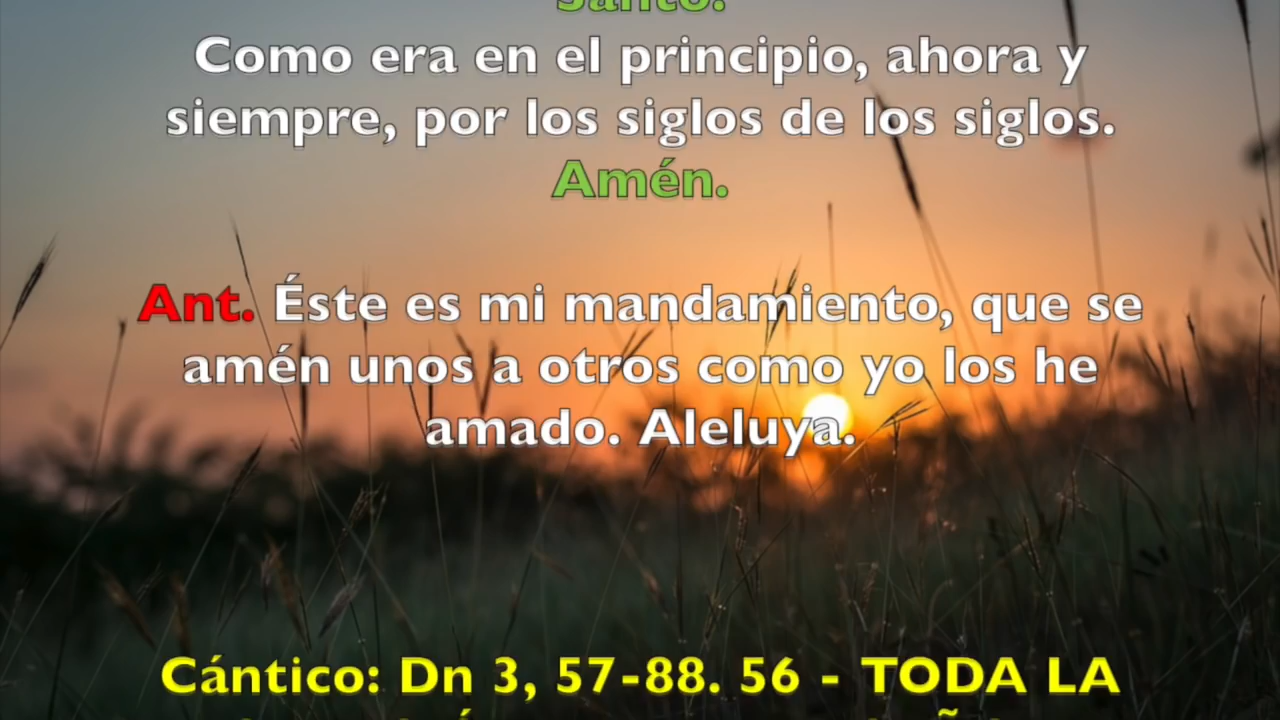 Santo.
Como era en el principio, ahora y
siempre, por los siglos de los siglos.
Amén.
Ant. Éste es mi mandamiento, que se
amén unos a otros como yo los he
amado. Aleluya.
Cántico: Dn 3, 57-88. 56 - TODA LA